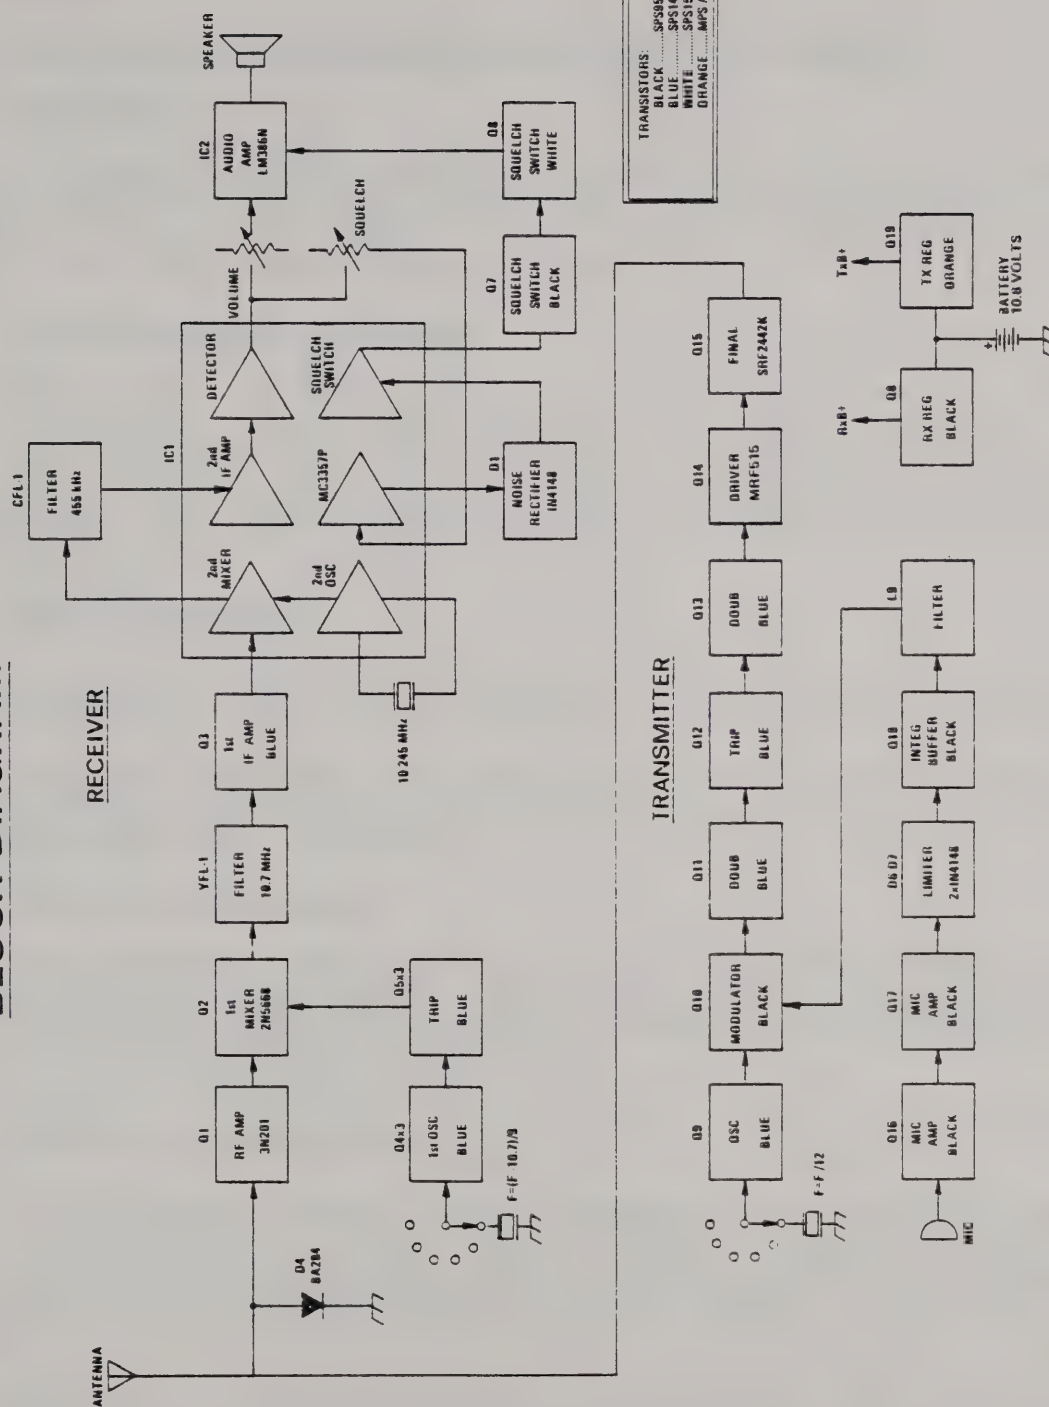 RECEIVER
ANTENNA
D4
BA284
Q1
RF AMP
3N201
Q2
1st
MIXER
2N5668
YFL-1
FILTER
10.7 MHz
Q3
1st
IF AMP
BLUE
Q4x3
1st OSC
BLUE
Q5x3
TRIP
BLUE
F=(F 10.7)/9
10 245 MHz
CFL-1
FILTER
455 kHz
IC1
2nd
MIXER
2nd
IF AMP
DETECTOR
2nd
OSC
MC3357P
SQUELCH
SWITCH
VOLUME
SQUELCH
IC2
AUDIO
AMP
LM386N
SPEAKER
D1
NOISE
RECTIFIER
1N4148
Q7
SQUELCH
SWITCH
BLACK
SQUELCH
SWITCH
WHITE
TRANSISTORS:
BLACK
BLUE
WHITE
ORANGE
TRANSMITTER
Q9
OSC
BLUE
F=F /12
Q10
MODULATOR
BLACK
Q11
DOUB
BLUE
Q12
TRIP
BLUE
Q13
DOUB
BLUE
Q14
DRIVER
MRF515
Q15
FINAL
SRF2442K
MIC
Q16
MIC
AMP
BLACK
Q17
MIC
AMP
BLACK
D6 D7
LIMITER
2x1N4148
Q18
INTEG
BUFFER
BLACK
L9
FILTER
RxB+
Q8
RX REG
BLACK
TxB+
Q19
TX REG
ORANGE
+
BATTERY
10.8 VOLTS